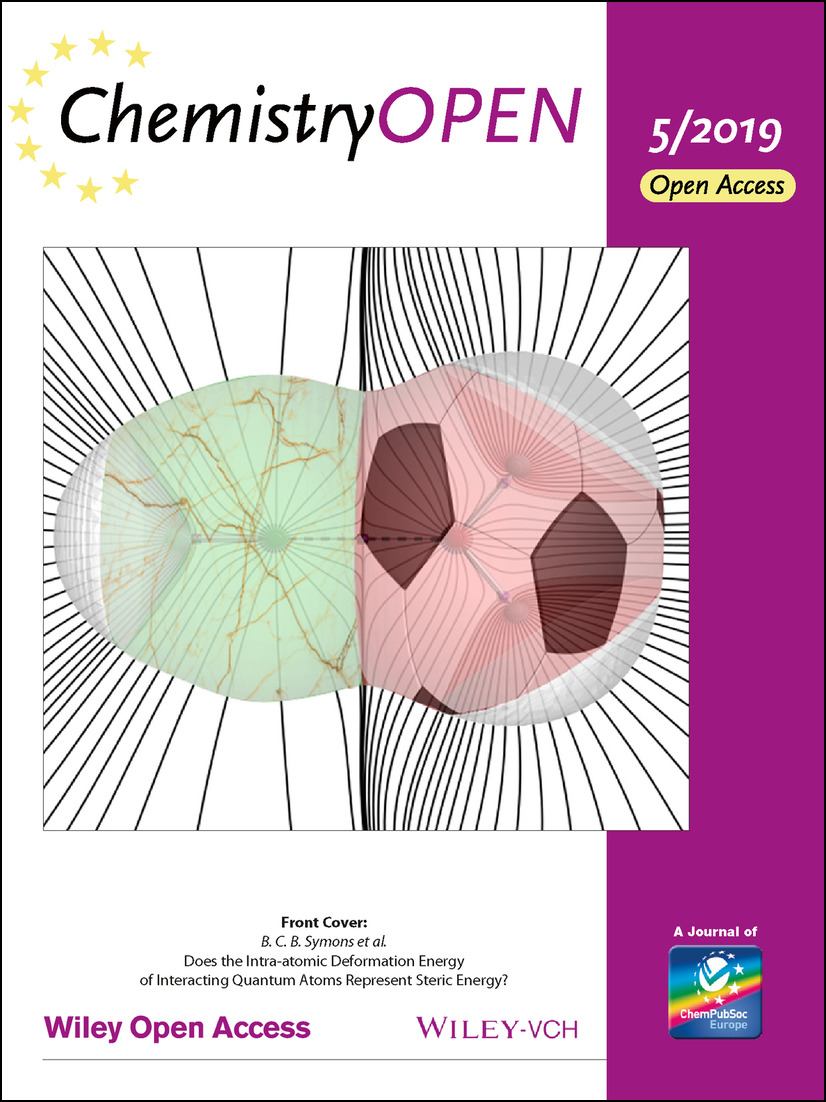 ChemistryOPEN
5/2019
Open Access
Front Cover:
B. C. B. Symons et al.
Does the Intra-atomic Deformation Energy
of Interacting Quantum Atoms Represent Steric Energy?
Wiley Open Access
WILEY-VCH
A Journal of
ChemPubSoc
Europe